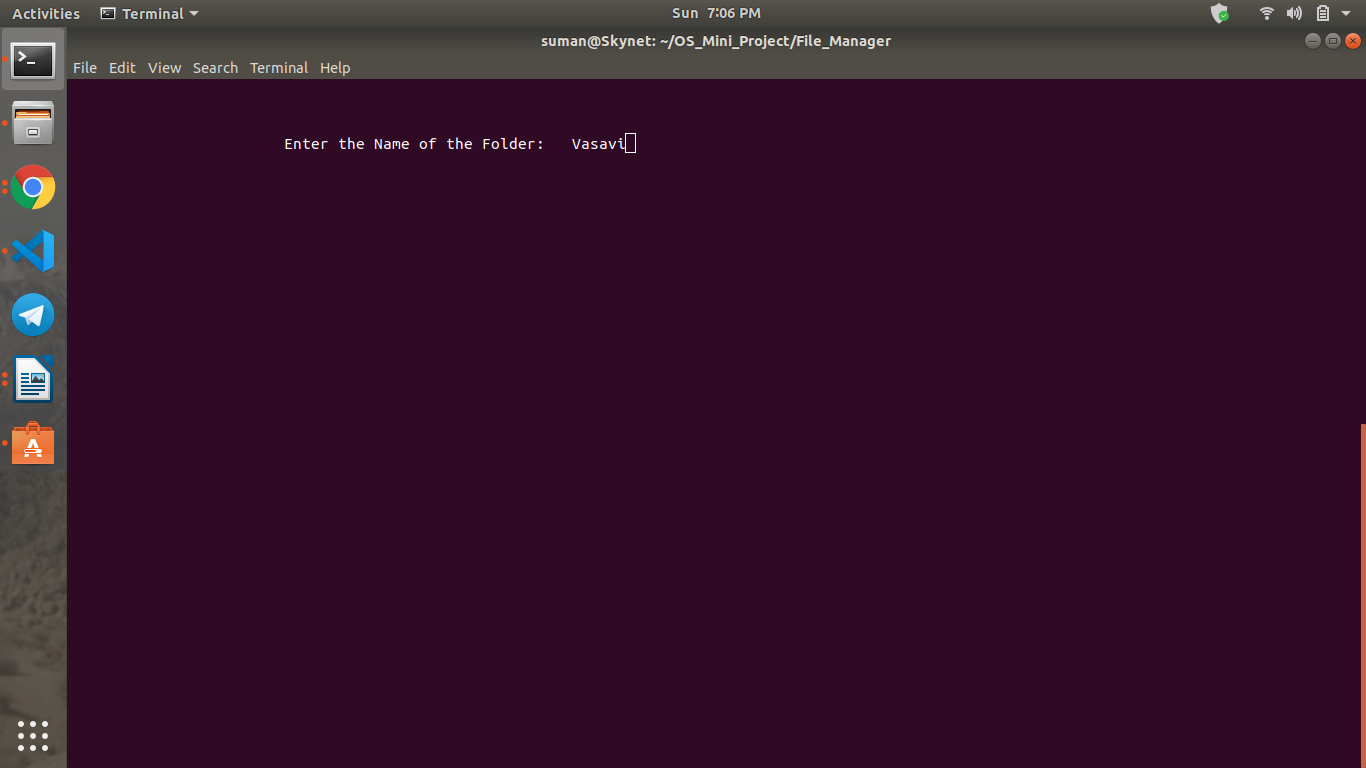 Activities Terminal Sun 7:06 PM
suman@Skynet: ~/OS_Mini_Project/File_Manager
File Edit View Search Terminal Help
Enter the Name of the Folder: Vasavi